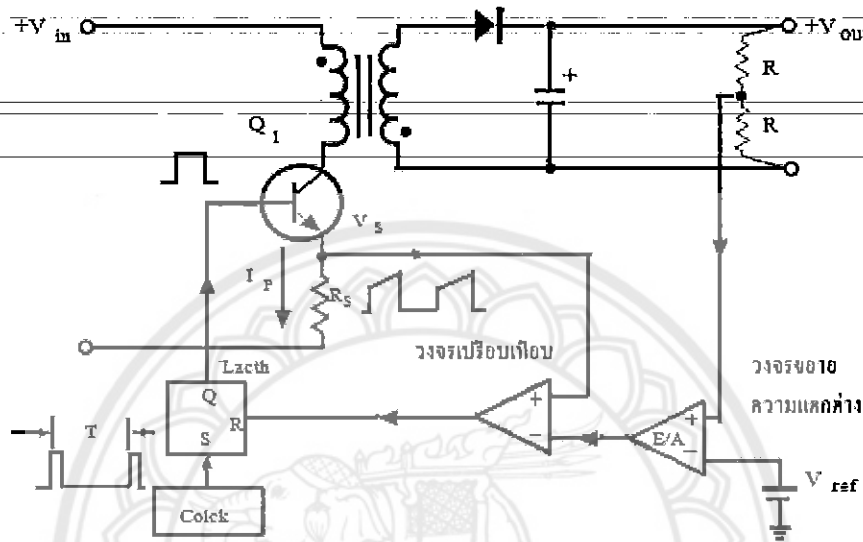 +V in
+V ou
R
R
Q 1
V S
I P
R S
+
วงจรเปรียบเทียบ
Lacth
วงจรขยาย
ความแตกต่าง
Q
R
S
T
+
−
E/A
+
−
V ref
Colck